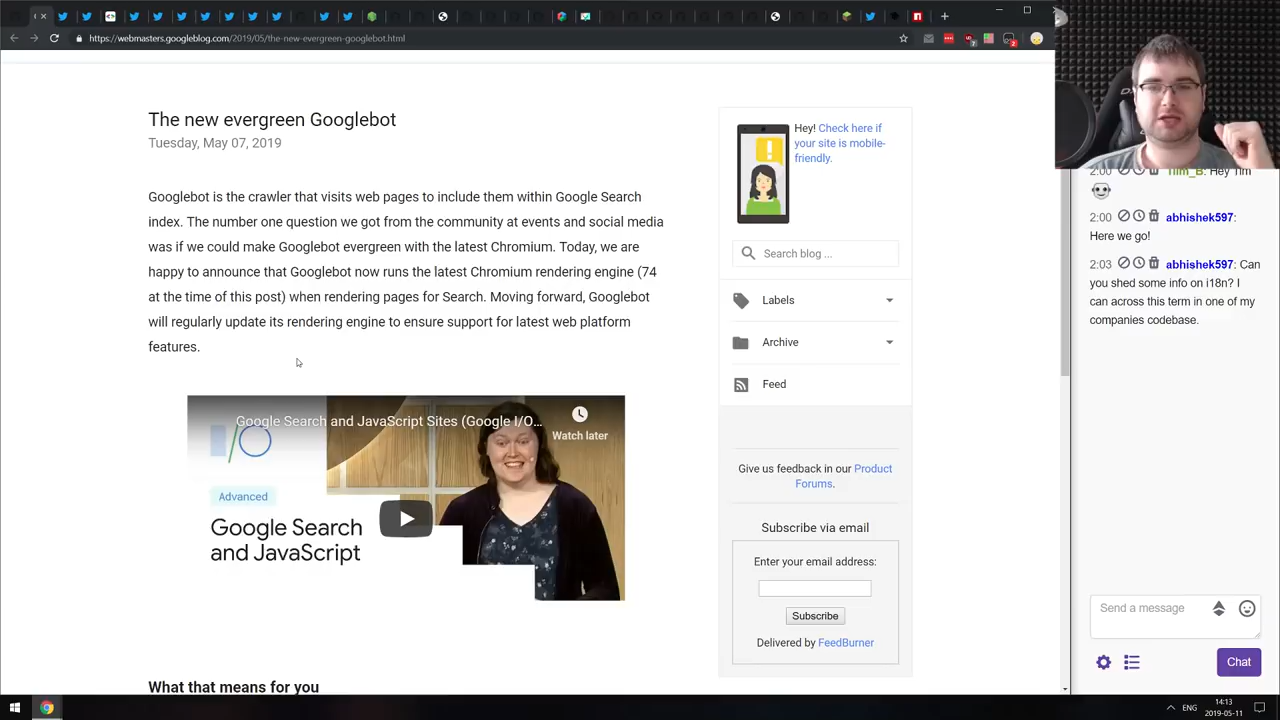 https://webmasters.googleblog.com/2019/05/the-new-evergreen-googlebot.html
The new evergreen Googlebot
Tuesday, May 07, 2019
Googlebot is the crawler that visits web pages to include them within Google Search
index. The number one question we got from the community at events and social media
was if we could make Googlebot evergreen with the latest Chromium. Today, we are
happy to announce that Googlebot now runs the latest Chromium rendering engine (74
at the time of this post) when rendering pages for Search. Moving forward, Googlebot
will regularly update its rendering engine to ensure support for latest web platform
features.
Google Search and JavaScript Sites (Google I/O...
Watch later
I/O
Advanced
Google Search
and JavaScript
What that means for you
Hey! Check here if
your site is mobile-
friendly.
Search blog ...
Labels
Archive
Feed
Give us feedback in our Product
Forums.
Subscribe via email
Enter your email address:
Subscribe
Delivered by FeedBurner
2:00 Tim_B: Hey Tim
2:00 abhishek597:
Here we go!
2:03 abhishek597: Can
you shed some info on i18n? I
can across this term in one of my
companies codebase.
Send a message
Chat
ENG
14:13
2019-05-11